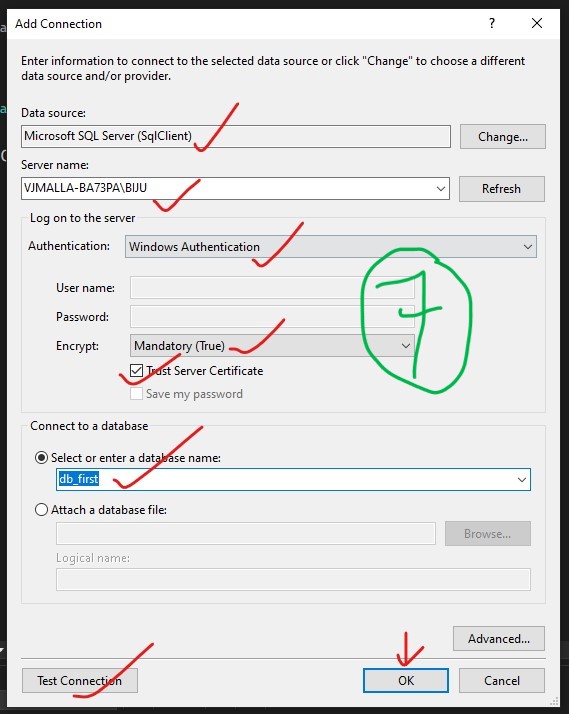 Add Connection ?
Enter information to connect to the selected data source or click "Change" to choose a different
data source and/or provider.
Data source:
Microsoft SQL Server (SqlClient) Change...
Server name:
VJMALLA-BA73PA\BIJU Refresh
Log on to the server
Authentication: Windows Authentication
User name:
Password:
Encrypt: Mandatory (True)
Trust Server Certificate
Save my password
7
Connect to a database
Select or enter a database name:
db_first
Attach a database file:
Browse...
Logical name:
Advanced...
Test Connection OK Cancel